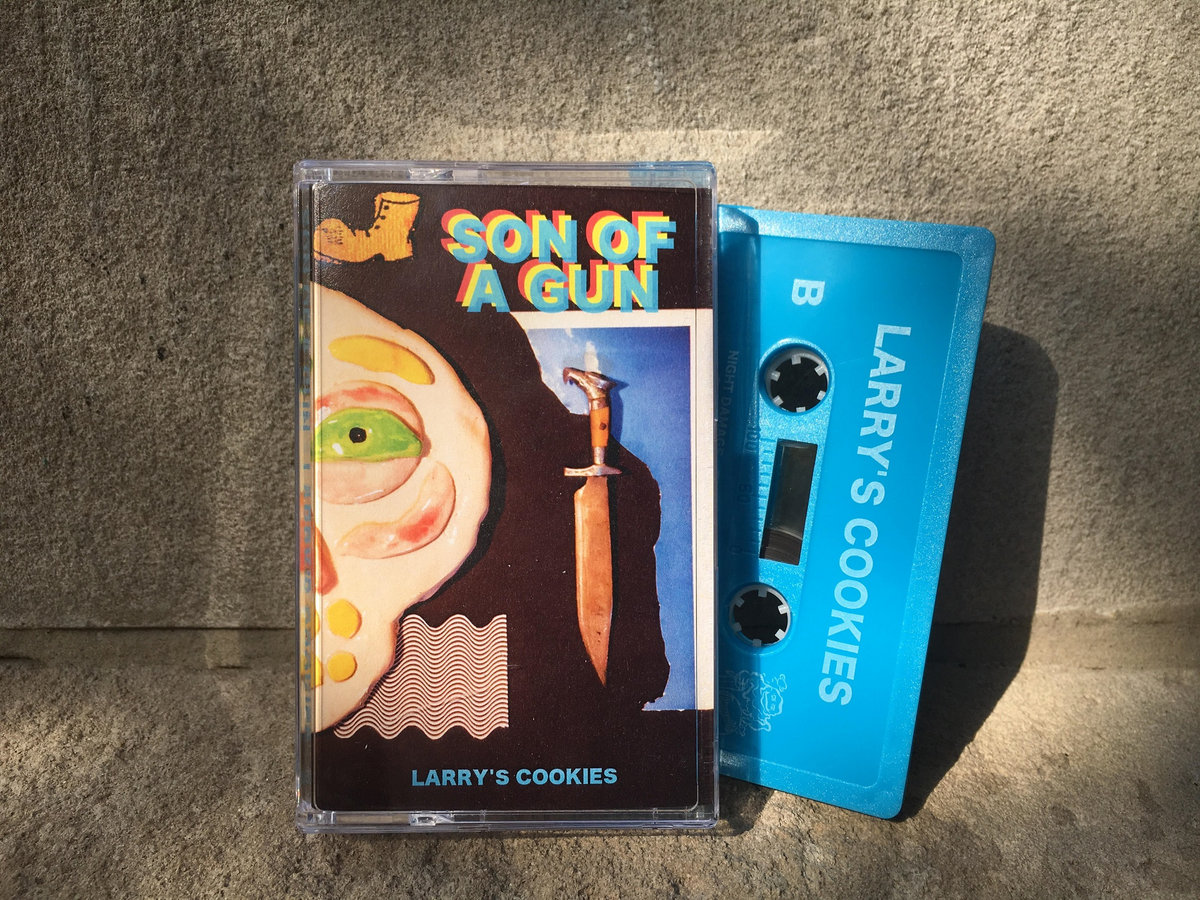 SON OF
A GUN
LARRY'S COOKIES
B
LARRY'S COOKIES